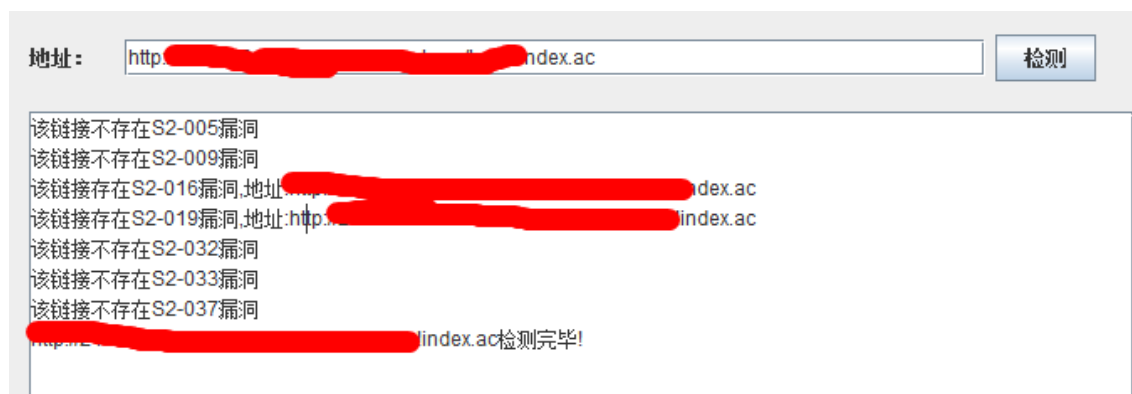 地址： http: ndex.ac 检测
该链接不存在S2-005漏洞
该链接不存在S2-009漏洞
该链接存在S2-016漏洞,地址: ndex.ac
该链接存在S2-019漏洞,地址:http:// /index.ac
该链接不存在S2-032漏洞
该链接不存在S2-033漏洞
该链接不存在S2-037漏洞
index.ac检测完毕!